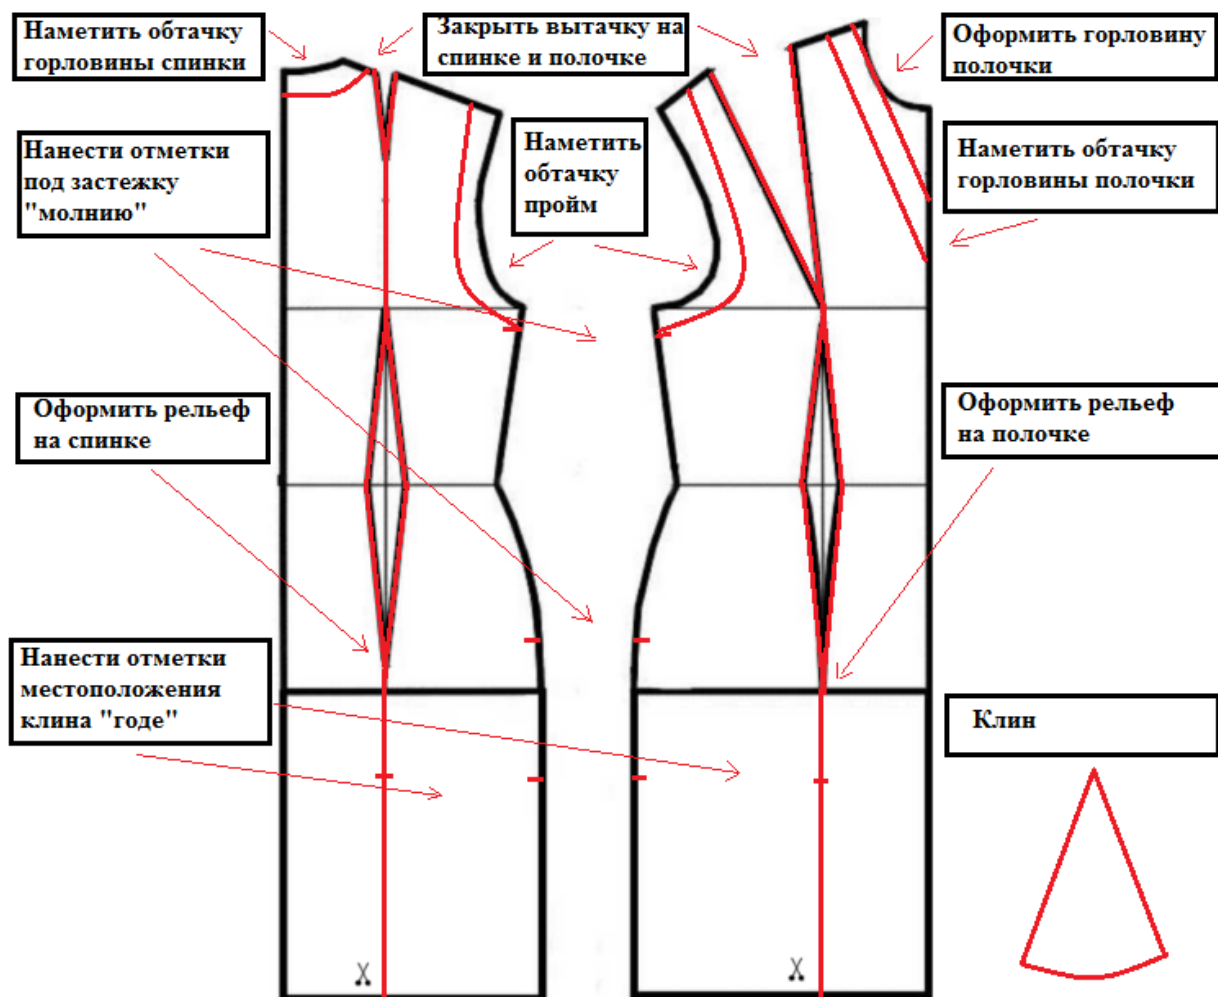 Наметить обтачку
горловины спинки
Закрыть вытачку на
спинке и полочке
Оформить горловину
полочки
Нанести отметки
под застежку
"молнию"
Наметить
обтачку
пройм
Наметить обтачку
горловины полочки
Оформить рельеф
на спинке
Оформить рельеф
на полочке
Нанести отметки
местоположения
клина "годе"
Клин